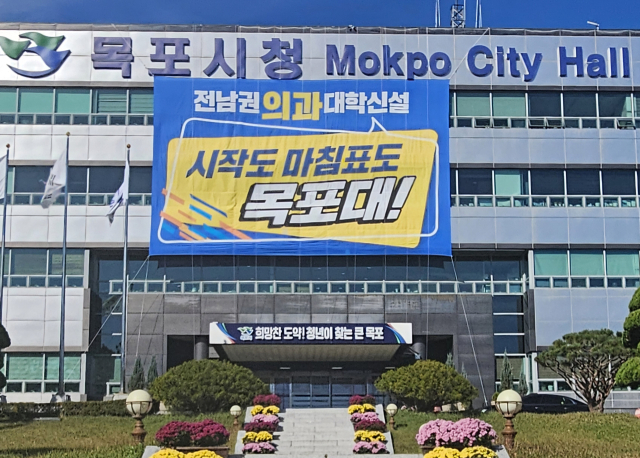 목포시청 Mokpo City Hall
전남권 의과대학신설
시작도 마침표도
목포대!
희망찬 도약! 청년이 찾는 큰 목포